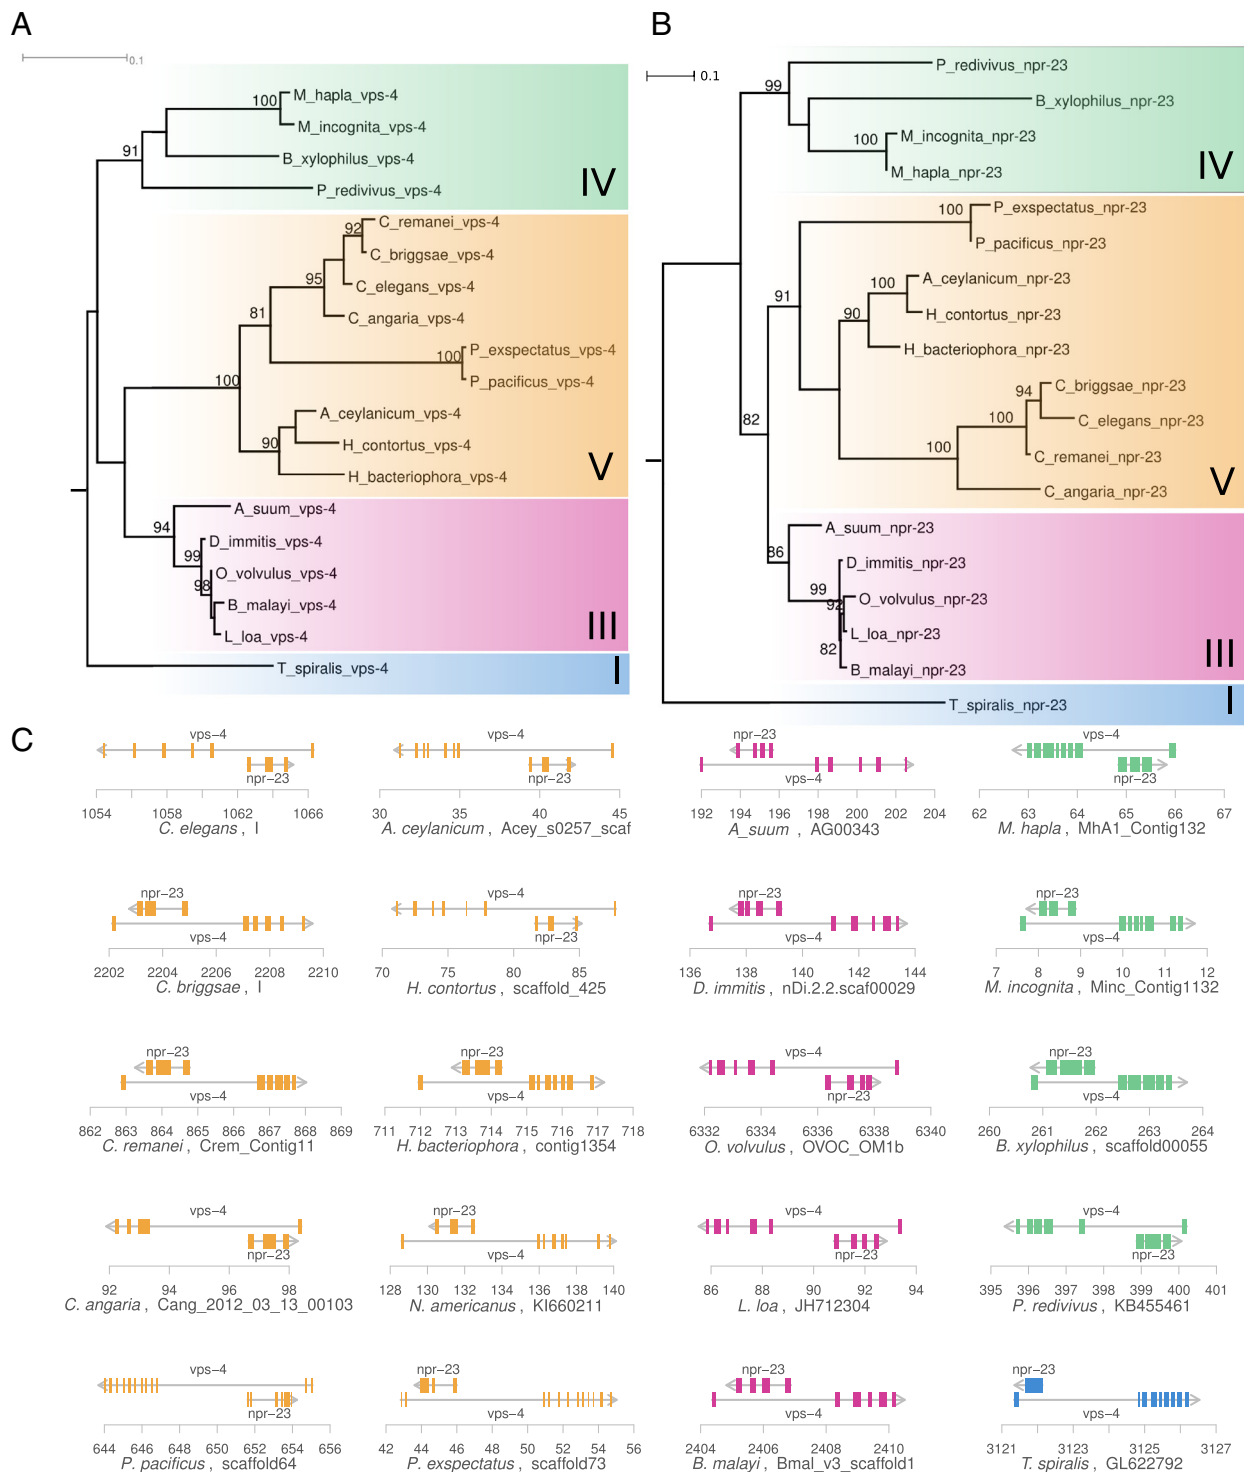 A
B
0.1
0.1
100
M_hapla_vps-4
M_incognita_vps-4
91
B_xylophilus_vps-4
P_redivivus_vps-4
IV
92
C_remanei_vps-4
C_briggsae_vps-4
95
C_elegans_vps-4
C_angaria_vps-4
81
100
P_exspectatus_vps-4
P_pacificus_vps-4
100
A_ceylanicum_vps-4
90
H_contortus_vps-4
H_bacteriophora_vps-4
V
94
A_suum_vps-4
99
D_immitis_vps-4
98
O_volvulus_vps-4
B_malayi_vps-4
L_loa_vps-4
III
T_spiralis_vps-4
I
99
P_redivivus_npr-23
B_xylophilus_npr-23
100
M_incognita_npr-23
M_hapla_npr-23
IV
100
P_exspectatus_npr-23
P_pacificus_npr-23
91
100
A_ceylanicum_npr-23
90
H_contortus_npr-23
H_bacteriophora_npr-23
94
C_briggsae_npr-23
82
100
C_elegans_npr-23
100
C_remanei_npr-23
C_angaria_npr-23
V
86
A_suum_npr-23
99
D_immitis_npr-23
92
O_volvulus_npr-23
L_loa_npr-23
82
B_malayi_npr-23
III
T_spiralis_npr-23
I
C
vps-4
npr-23
1054 1058 1062 1066
C. elegans , I
vps-4
npr-23
30 35 40 45
A. ceylanicum , Acey_s0257_scaf
npr-23
vps-4
192 194 196 198 200 202 204
A_suum , AG00343
vps-4
npr-23
62 63 64 65 66 67
M. hapla , MhA1_Contig132
npr-23
vps-4
2202 2204 2206 2208 2210
C. briggsae , I
vps-4
npr-23
70 75 80 85
H. contortus , scaffold_425
npr-23
vps-4
136 138 140 142 144
D. immitis , nDi.2.2.scaf00029
npr-23
vps-4
7 8 9 10 11 12
M. incognita , Minc_Contig1132
npr-23
vps-4
862 863 864 865 866 867 868 869
C. remanei , Crem_Contig11
npr-23
vps-4
711 712 713 714 715 716 717 718
H. bacteriophora , contig1354
vps-4
npr-23
6332 6334 6336 6338 6340
O. volvulus , OVOC_OM1b
npr-23
vps-4
260 261 262 263 264
B. xylophilus , scaffold00055
vps-4
npr-23
92 94 96 98
C. angaria , Cang_2012_03_13_00103
npr-23
vps-4
128 130 132 134 136 138 140
N. americanus , KI660211
vps-4
npr-23
86 88 90 92 94
L. loa , JH712304
vps-4
npr-23
395 396 397 398 399 400 401
P. redivivus , KB455461
vps-4
npr-23
644 646 648 650 652 654 656
P. pacificus , scaffold64
npr-23
vps-4
42 44 46 48 50 52 54 56
P. exspectatus , scaffold73
npr-23
vps-4
2404 2406 2408 2410
B. malayi , Bmal_v3_scaffold1
npr-23
vps-4
3121 3123 3125 3127
T. spiralis , GL622792